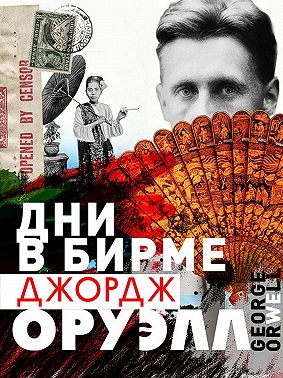 OPENED BY CENSOR
ДНИ
В БИРМЕ
ДЖОРДЖ
ОРУЭЛЛ
GEORGE
ORWELL